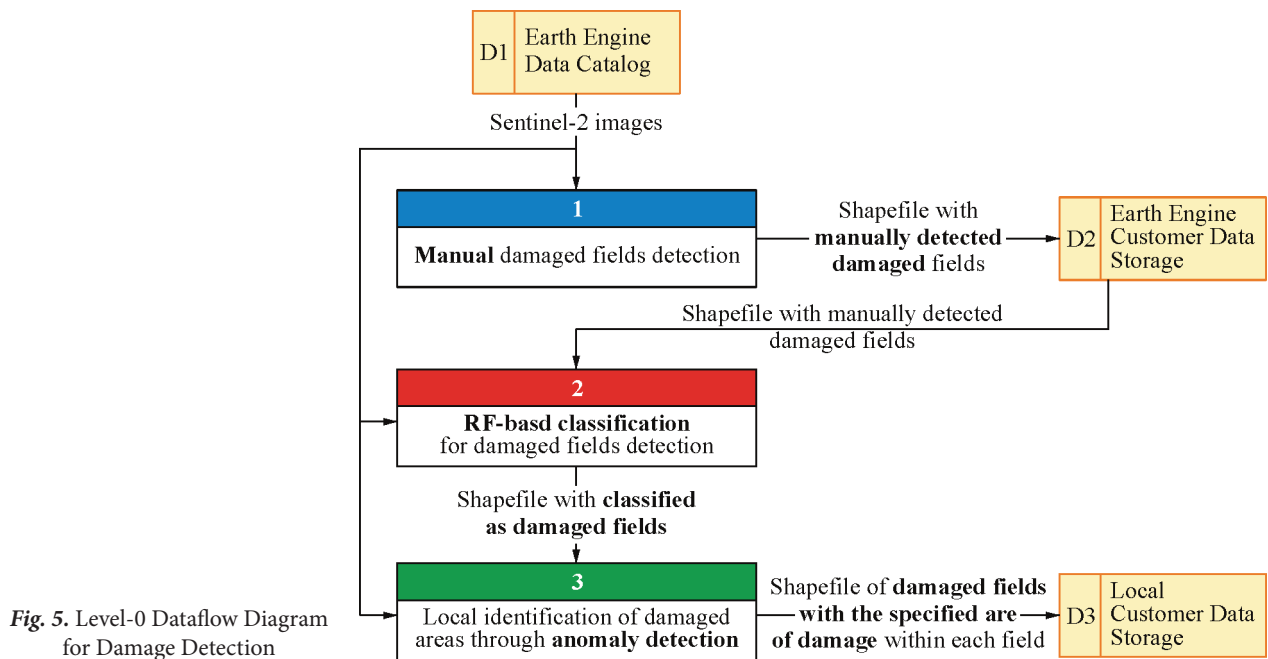 D1
Earth Engine
Data Catalog
Sentinel-2 images
1
Manual damaged fields detection
Shapefile with
manually detected
damaged fields
D2
Earth Engine
Customer Data
Storage
Shapefile with manually detected
damaged fields
2
RF-basd classification
for damaged fields detection
Shapefile with classified
as damaged fields
3
Local identification of damaged
areas through anomaly detection
Shapefile of damaged fields
with the specified are
of damage within each field
D3
Local
Customer Data
Storage
Fig. 5. Level-0 Dataflow Diagram
for Damage Detection